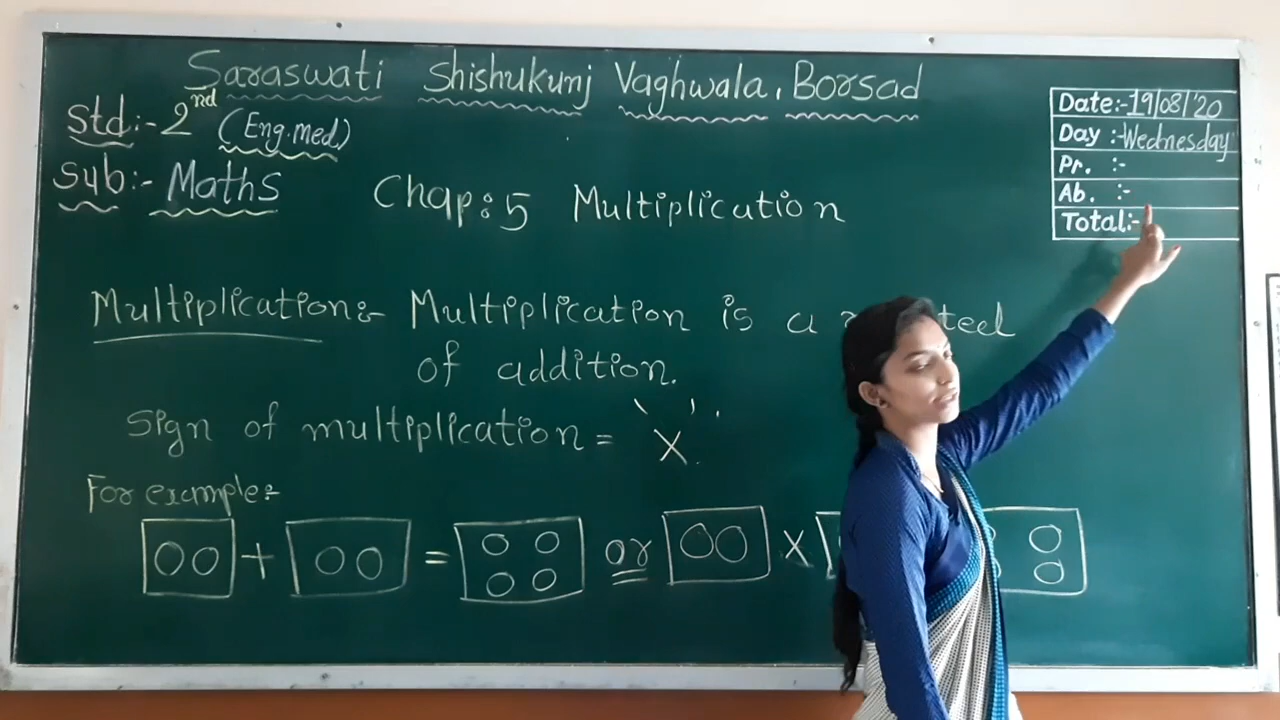 Saraswati Shishukunj Vaghwala, Borsad
Std:- 2nd (Eng.med)
Sub:- Maths
Date:-19/08/'20
Day :-Wednesday
Pr. :-
Ab. :-
Total:-
Chap:5 Multiplication
Multiplication:- Multiplication is a
of addition.
Sign of multiplication = 'X'.
For example:-
+ = or X